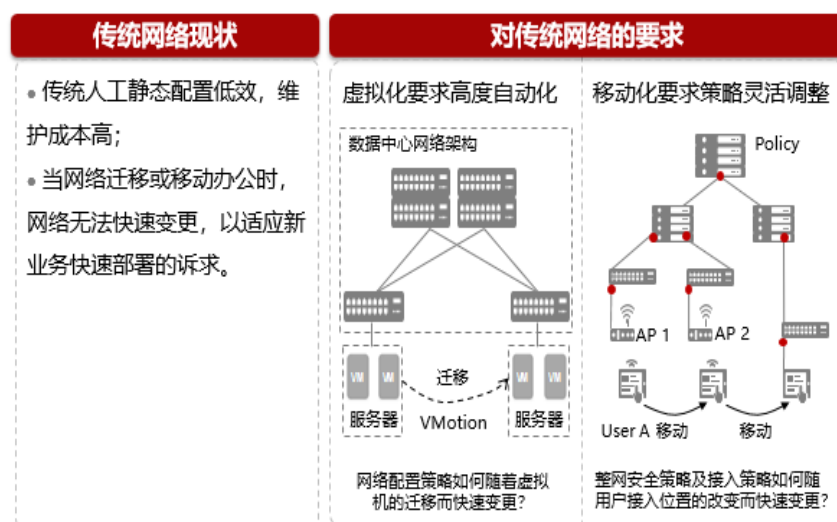 传统网络现状
对传统网络的要求
• 传统人工静态配置低效，维
护成本高；
• 当网络迁移或移动办公时，
网络无法快速变更，以适应新
业务快速部署的诉求。
虚拟化要求高度自动化
数据中心网络架构
VM VM
VM VM
服务器
迁移
VMotion
服务器
网络配置策略如何随着虚拟
机的迁移而快速变更？
移动化要求策略灵活调整
Policy
AP 1
AP 2
User A 移动
移动
整网安全策略及接入策略如何随
用户接入位置的改变而快速变更？